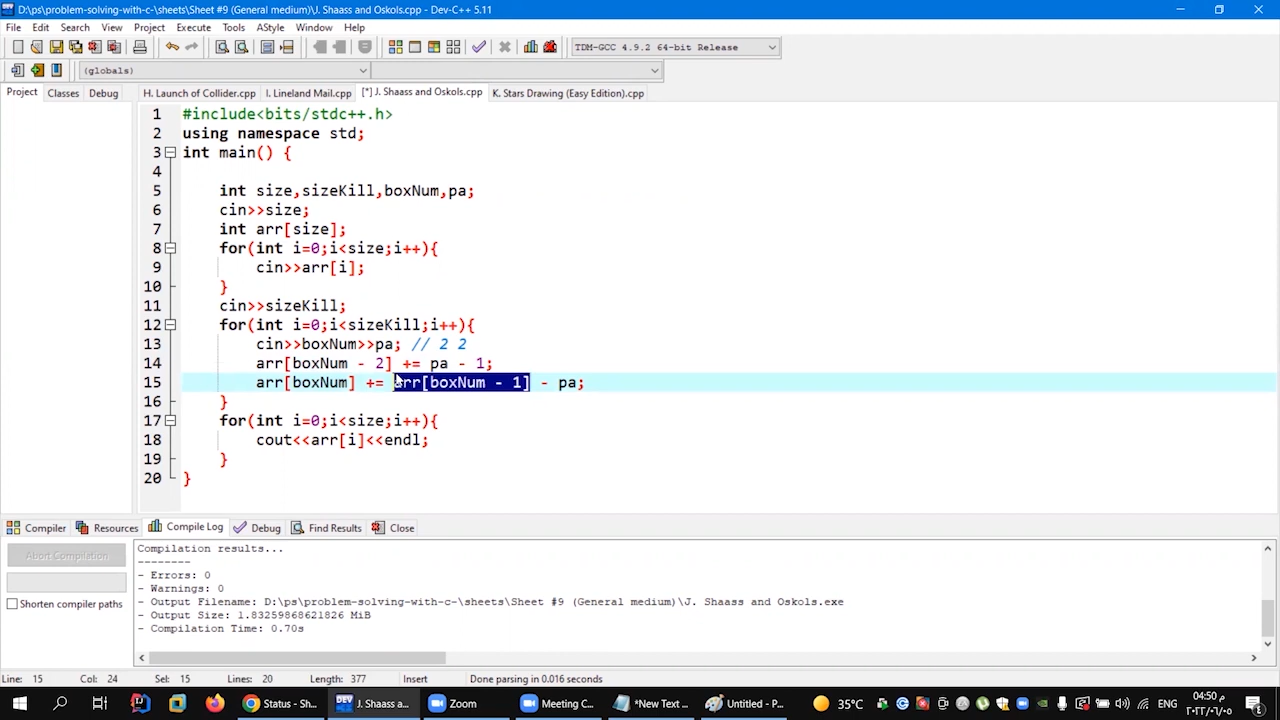 D:\ps\problem-solving-with-c-\sheets\Sheet #9 (General medium)\J. Shaass and Oskols.cpp - Dev-C++ 5.11
File Edit Search View Project Execute Tools AStyle Window Help
TDM-GCC 4.9.2 64-bit Release
(globals)
Project Classes Debug H. Launch of Collider.cpp I. Lineland Mail.cpp [*] J. Shaass and Oskols.cpp K. Stars Drawing (Easy Edition).cpp
1 #include<bits/stdc++.h>
2 using namespace std;
3 int main() {
4
5 int size,sizeKill,boxNum,pa;
6 cin>>size;
7 int arr[size];
8 for(int i=0;i<size;i++){
9 cin>>arr[i];
10 }
11 cin>>sizeKill;
12 for(int i=0;i<sizeKill;i++){
13 cin>>boxNum>>pa; // 2 2
14 arr[boxNum - 2] += pa - 1;
15 arr[boxNum] += arr[boxNum - 1] - pa;
16 }
17 for(int i=0;i<size;i++){
18 cout<<arr[i]<<endl;
19 }
20 }
Compiler Resources Compile Log Debug Find Results Close
Abort Compilation
Shorten compiler paths
Compilation results...
--------
- Errors: 0
- Warnings: 0
- Output Filename: D:\ps\problem-solving-with-c-\sheets\Sheet #9 (General medium)\J. Shaass and Oskols.exe
- Output Size: 1.83259868621826 MiB
- Compilation Time: 0.70s
Line: 15 Col: 24 Sel: 15 Lines: 20 Length: 377 Insert Done parsing in 0.016 seconds
Status - Sh... J. Shaass a... Zoom Meeting C... *New Text ... Untitled - P... 35°C ENG ٠4:50 م